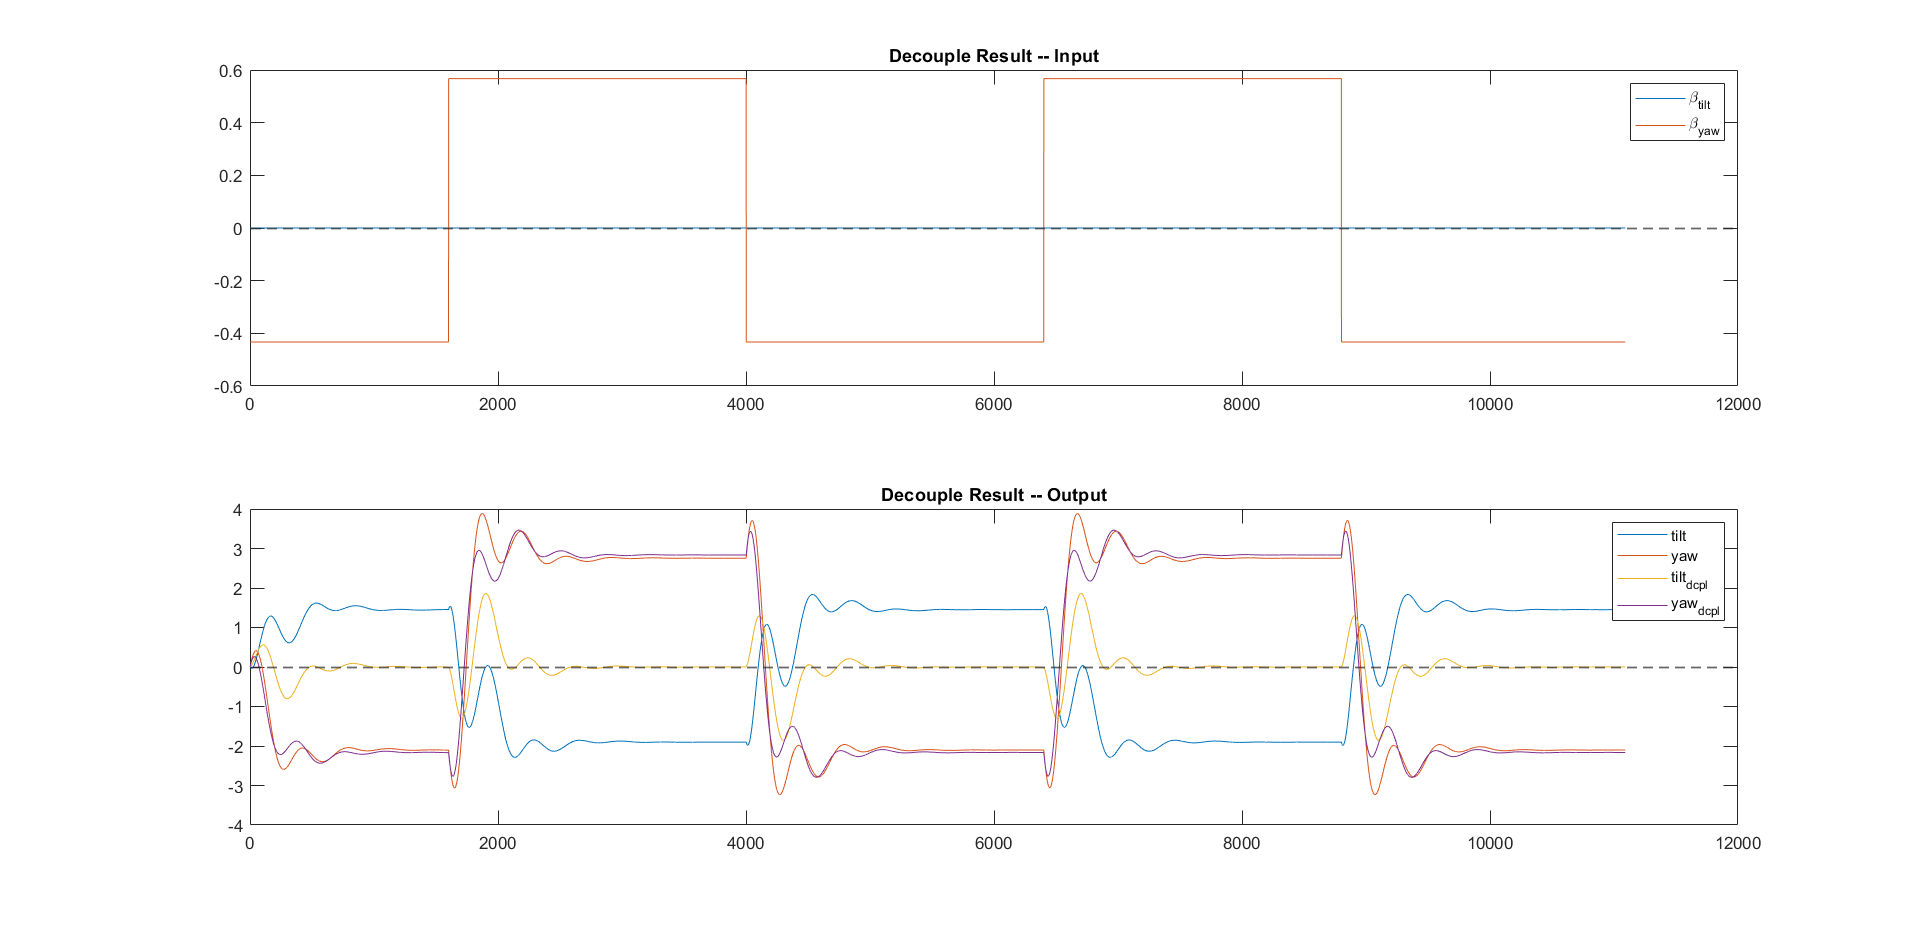 Decouple Result -- Input
0.6
0.4
0.2
0
-0.2
-0.4
-0.6
0 2000 4000 6000 8000 10000 12000
βtilt
βyaw
Decouple Result -- Output
4
3
2
1
0
-1
-2
-3
-4
0 2000 4000 6000 8000 10000 12000
tilt
yaw
tiltdcpl
yawdcpl